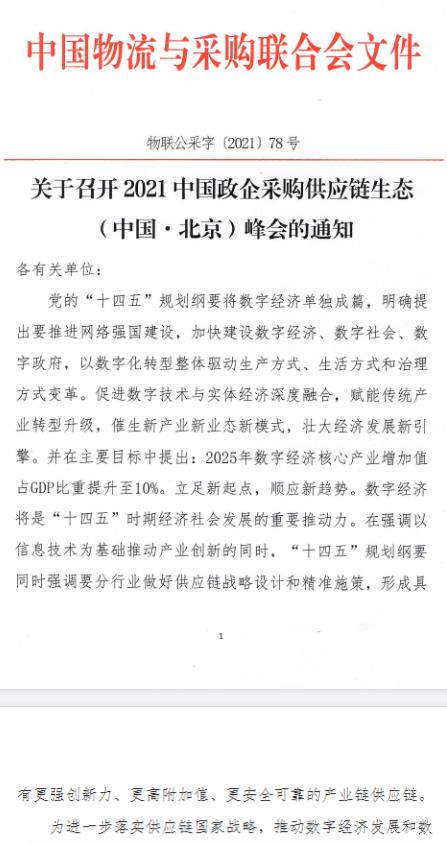 中国物流与采购联合会文件
物联公采字〔2021〕78号
关于召开2021中国政企采购供应链生态
（中国·北京）峰会的通知
各有关单位：
党的“十四五”规划纲要将数字经济单独成篇，明确提
出要推进网络强国建设，加快建设数字经济、数字社会、数
字政府，以数字化转型整体驱动生产方式、生活方式和治理
方式变革。促进数字技术与实体经济深度融合，赋能传统产
业转型升级，催生新产业新业态新模式，壮大经济发展新引
擎。并在主要目标中提出：2025年数字经济核心产业增加值
占GDP比重提升至10%。立足新起点，顺应新趋势。数字经济
将是“十四五”时期经济社会发展的重要推动力。在强调以
信息技术为基础推动产业创新的同时，“十四五”规划纲要
同时强调要分行业做好供应链战略设计和精准施策，形成具
1
有更强创新力、更高附加值、更安全可靠的产业链供应链。
为进一步落实供应链国家战略，推动数字经济发展和数